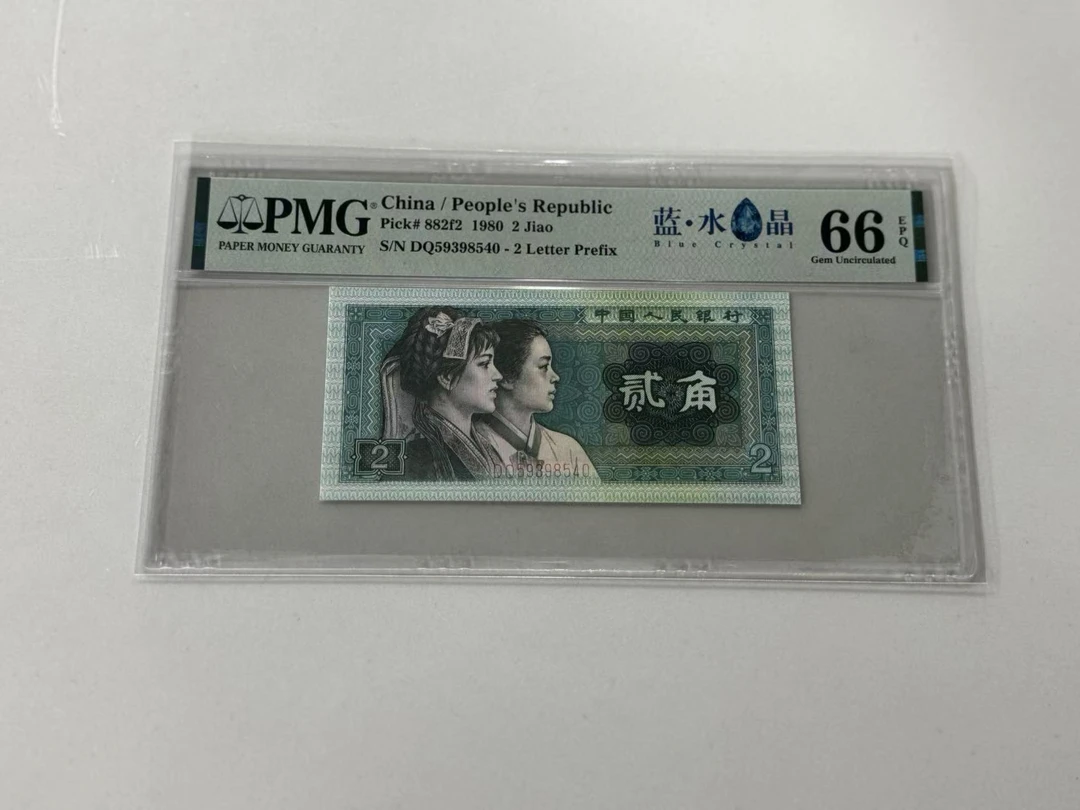 PMG®
PAPER MONEY GUARANTY
China / People's Republic
Pick# 882f2 1980 2 Jiao
S/N DQ59398540 - 2 Letter Prefix
蓝·水晶
Blue Crystal
66
EPQ
Gem Uncirculated
中国人民银行
贰角
2
DQ59398540
2